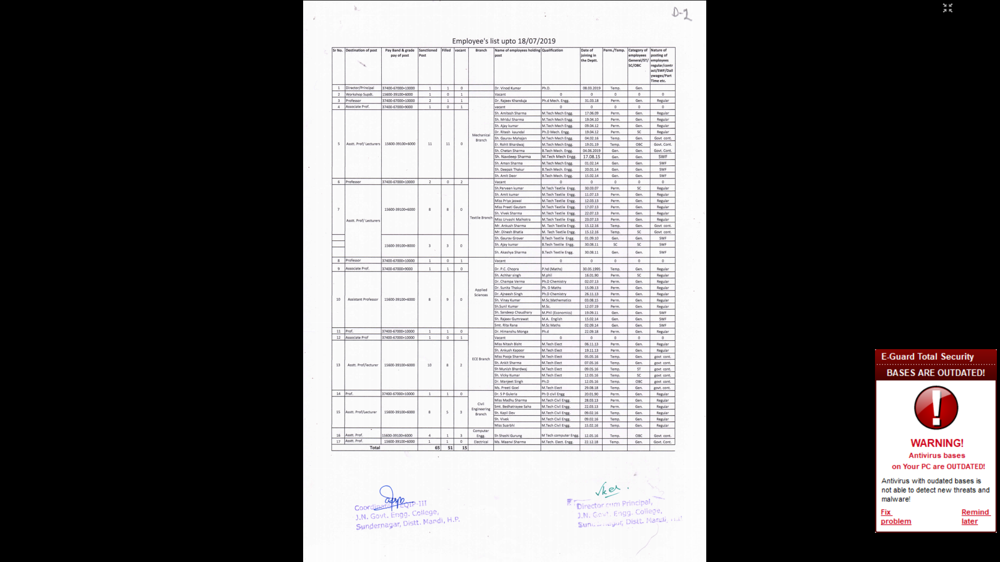 D-1
Employee's list upto 18/07/2019
Sr No. Destination of post Pay Band & grade pay of post Sanctioned Post Filled vacant Branch Name of employees holding post Qualification Date of joining in the Deptt. Perm./Temp. Category of employees General/ST/SC/OBC Nature of posting of employees regular/contract/SWF/Dailywages/Part Time etc.
1 Director/Principal 37400-67000+10000 1 1 0 Dr. Vinod Kumar Ph.D. 08.03.2019 Temp. Gen.
2 Workshop Supdt. 15600-39100+6000 1 0 1 Vacant 0 0 0 0 0
3 Professor 37400-67000+10000 2 1 1 Dr. Rajeev Khanduja Ph.d Mech. Engg. 31.03.18 Perm. Gen. Regular
4 Associate Prof. 37400-67000+9000 1 0 1 vacant 0 0 0 0 0
5 Asstt. Prof/ Lecturers 15600-39100+6000 11 11 0 Mechanical Branch
Sh. Amitesh Sharma M.Tech Mech Engg. 17.06.09 Perm. Gen. Regular
Sh. Mridul Sharma M.Tech Mech Engg. 19.04.10 Perm. Gen. Regular
Sh. Ajay kumar M.Tech Mech Engg. 09.04.12 Perm. Gen. Regular
Dr. Ritesh kaundal Ph.D Mech. Engg. 19.04.12 Perm. SC Regular
Sh. Gaurav Mahajan M.Tech Mech Engg. 04.02.16 Temp. Gen. Govt cont.
Er. Rohit Bhardwaj M.Tech Mech Engg. 19.01.19 Temp. OBC Govt. Cont.
Sh. Chetan Sharma B.Tech Mech. Engg. 04.06.2019 Gen. Gen. Govt. Cont.
Sh. Navdeep Sharma M.Tech Mech Engg. 17.08.15 Gen. Gen. SWF
Sh. Aman Sharma M.Tech Mech Engg. 01.02.14 Gen. Gen. SWF
Sh. Deepak Thakur B.Tech Mech. Engg. 20.01.14 Gen. Gen. SWF
Sh. Amit Deor B.Tech Mech. Engg. 15.02.14 Gen. Gen. SWF
6 Professor 37400-67000+10000 2 0 2 Vacant 0 0 0 0 0
7 Asstt. Prof/ Lecturers 15600-39100+6000 8 8 0 Textile Branch
Sh.Parveen kumar M.Tech Textile Engg. 30.03.07 Perm. SC Regular
Sh. Amit kumar M.Tech Textile Engg. 11.07.13 Perm. Gen. Regular
Miss Priya jaswal M.Tech Textile Engg. 12.03.13 Perm. Gen. Regular
Miss Preeti Gautam M.Tech Textile Engg. 17.07.13 Perm. Gen. Regular
Sh. Vivek Sharma M.Tech Textile Engg. 22.07.13 Perm. Gen. Regular
Miss Urvashi Malhotra M.Tech Textile Engg. 23.07.13 Perm. Gen. Regular
Mr. Ankush Sharma M. Tech Textile Engg. 15.12.16 Temp. Gen. Govt cont.
Mr. Dinesh Bhatia M. Tech Textile Engg. 15.12.16 Temp. SC Govt cont.
15600-39100+8000 3 3 0
Sh. Gaurav Grover B.Tech Textile Engg. 01.09.10 Gen. Gen. SWF
Sh. Ajay kumar B.Tech Textile Engg. 30.08.11 SC SC SWF
Sh. Akashya Sharma B.Tech Textile Engg. 30.08.11 Gen. Gen. SWF
8 Professor 37400-67000+10000 1 0 1 Vacant 0 0 0 0 0
9 Associate Prof. 37400-67000+9000 1 1 0 Dr. P.C. Chopra P.hd (Maths) 30.05.1995 Temp. Gen. Regular
10 Assistant Professor 15600-39100+6000 8 9 0 Applied Sciences
Sh. Achhar singh M.phil 16.01.90 Perm. SC Regular
Dr. Champa Verma Ph.D Chemistry 02.07.13 Perm. Gen. Regular
Dr. Sunita Thakur Ph. D Maths 15.09.13 Perm. Gen. Regular
Dr. Ajneesh Singh Ph.D Chemistry 26.11.13 Perm. Gen. Regular
Sh. Vinay Kumar M.Sc Mathematics 03.08.15 Perm. Gen. Regular
Sh.Sunil Kumar M.Sc. 12.07.19 Perm. Gen. Regular
Sh. Sandeep Chaudhary M.Phil (Economics) 19.09.11 Gen. Gen. SWF
Sh. Rajeev Gumrawat M.A. English 15.02.14 Gen. Gen. SWF
Smt. Rita Rana M.Sc Maths 02.09.14 Gen. Gen. SWF
11 Prof. 37400-67000+10000 1 1 0 Dr. Himanshu Monga Ph.d 22.09.18 Perm. Gen. Regular
12 Associate Prof 37400-67000+10000 1 0 1 Vacant 0 0 0 0 0
13 Asstt. Prof/lecturer 15600-39100+6000 10 8 2 ECE Branch
Miss Nitash Bisht M.Tech Elect 06.11.13 Perm. Gen. Regular
Sh. Ankush Kapoor M.Tech Elect 19.11.13 Perm. Gen. Regular
Miss Pooja Sharma M.Tech Elect 05.05.16 Temp. Gen. govt cont.
Sh. Ankit Sharma M.Tech Elect 07.05.16 Temp. Gen. govt cont.
Sh Munish Bhardwaj M.Tech Elect 09.05.16 Temp. ST govt cont.
Sh. Vicky Kumar M.Tech Elect 12.05.16 Temp. SC govt cont.
Dr. Manjeet Singh Ph.D 12.05.16 Temp. OBC govt cont.
Ms. Preeti Goel M.Tech Elect 29.08.18 Temp. Gen. govt. cont.
14 Prof. 37400-67000+10000 1 1 0 Dr. S P Guleria Ph D civil Engg 20.01.90 Perm. Gen. Regular
15 Asstt. Prof/Lecturer 15600-39100+6000 8 5 3 Civil Engineering Branch
Miss Madhu Sharma M.Tech Civil Engg. 28.03.13 Perm. Gen. Regular
Smt. Bedhatrayee Saha M.Tech Civil Engg. 22.03.13 Perm. Gen. Regular
Sh. Kapil Dev M.Tech Civil Engg. 09.02.16 Temp. Gen. Regular
Sh. Vivek M.Tech Civil Engg. 09.02.16 Temp. Gen. Regular
Miss Suarbhi M.Tech Civil Engg. 15.02.16 Temp. Gen. Regular
16 Asstt. Prof. 15600-39100+6000 4 1 3 Computer Engg. Sh Shashi Gurung M Tech computer Engg. 12.05.16 Temp. OBC Govt cont.
17 Asstt. Prof. 15600-39100+6000 1 1 0 Electrical Ms. Maanvi Sharma M.Tech. Elect. Engg. 22.12.18 Temp. Gen. Govt. Cont.
Total 65 51 15
Coordinator TEQIP-III
J.N. Govt. Engg. College,
Sundernagar, Distt. Mandi, H.P.
Director cum Principal,
J.N. Govt. Engg. College,
Distt. Mandi,
E-Guard Total Security
BASES ARE OUTDATED!
WARNING!
Antivirus bases
on Your PC are OUTDATED!
Antivirus with oudated bases is
not able to detect new threats and
malware!
Fix problem
Remind later